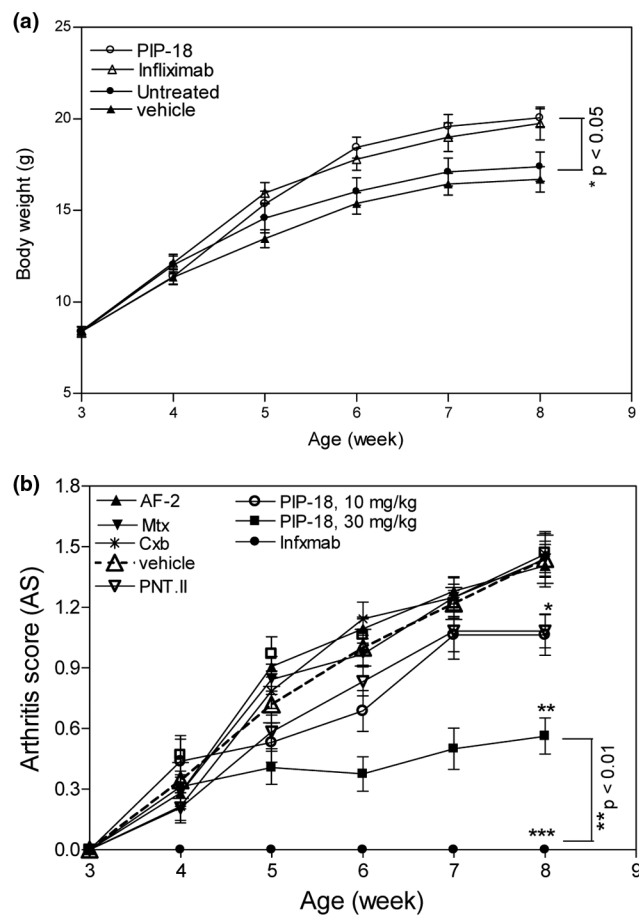 (a)
25
20
15
10
5
3 4 5 6 7 8 9
Body weight (g)
Age (week)
PIP-18
Infliximab
Untreated
vehicle
* p < 0.05
(b)
1.8
1.5
1.2
0.9
0.6
0.3
0.0
3 4 5 6 7 8 9
Arthritis score (AS)
Age (week)
AF-2
Mtx
Cxb
vehicle
PNT.II
PIP-18, 10 mg/kg
PIP-18, 30 mg/kg
Infxmab
*
**
***
** p < 0.01